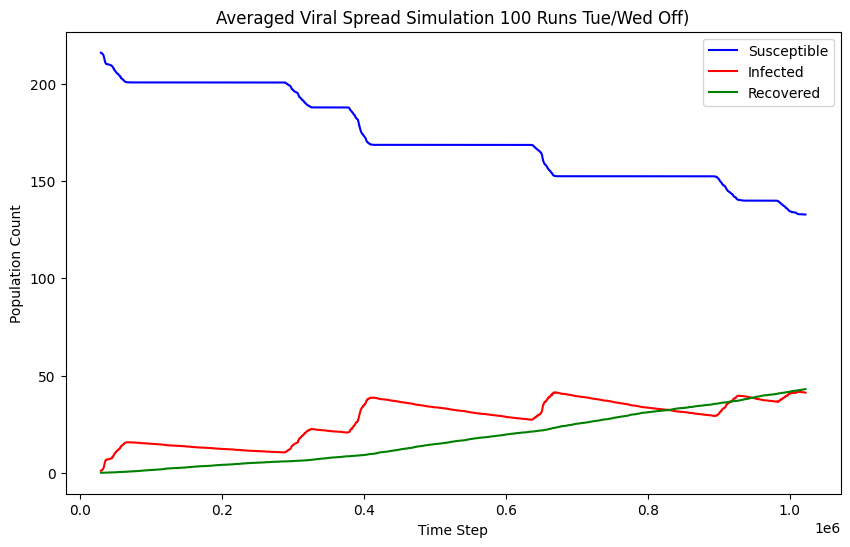 Averaged Viral Spread Simulation 100 Runs Tue/Wed Off)
Susceptible
Infected
Recovered
Population Count
200
150
100
50
0
0.0
0.2
0.4
0.6
0.8
1.0
1e6
Time Step